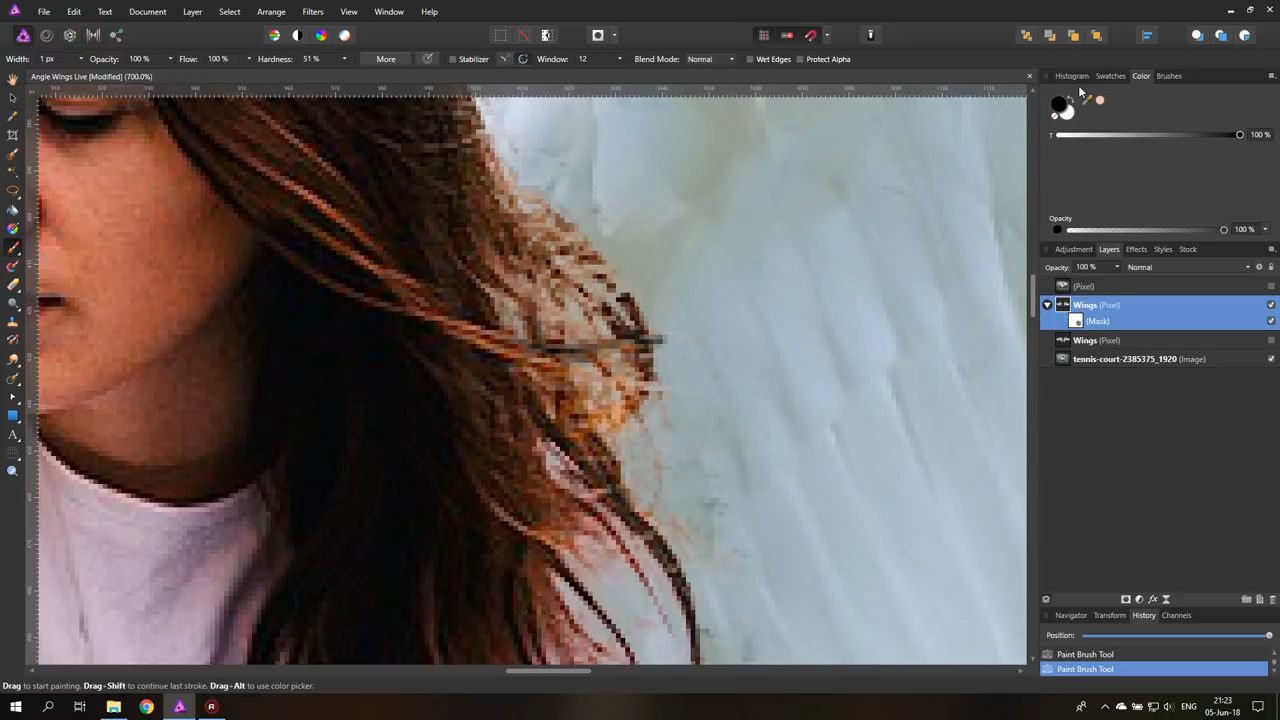 File Edit Text Document Layer Select Arrange Filters View Window Help
Width: 1 px Opacity: 100 % Flow: 100 % Hardness: 51 % More Stabilizer Window: 12 Blend Mode: Normal Wet Edges Protect Alpha
Angie Wings Live [Modified] (700.0%)
Histogram Swatches Color Brushes
T 100 %
Opacity
100 %
Adjustment Layers Effects Styles Stock
Opacity: 100 % Normal
(Pixel)
Wings (Pixel)
(Mask)
Wings (Pixel)
tennis-court-2385375_1920 (Image)
Navigator Transform History Channels
Position:
Paint Brush Tool
Paint Brush Tool
Drag to start painting. Drag+Shift to continue last stroke. Drag+Alt to use color picker.
21:23
05-Jun-18